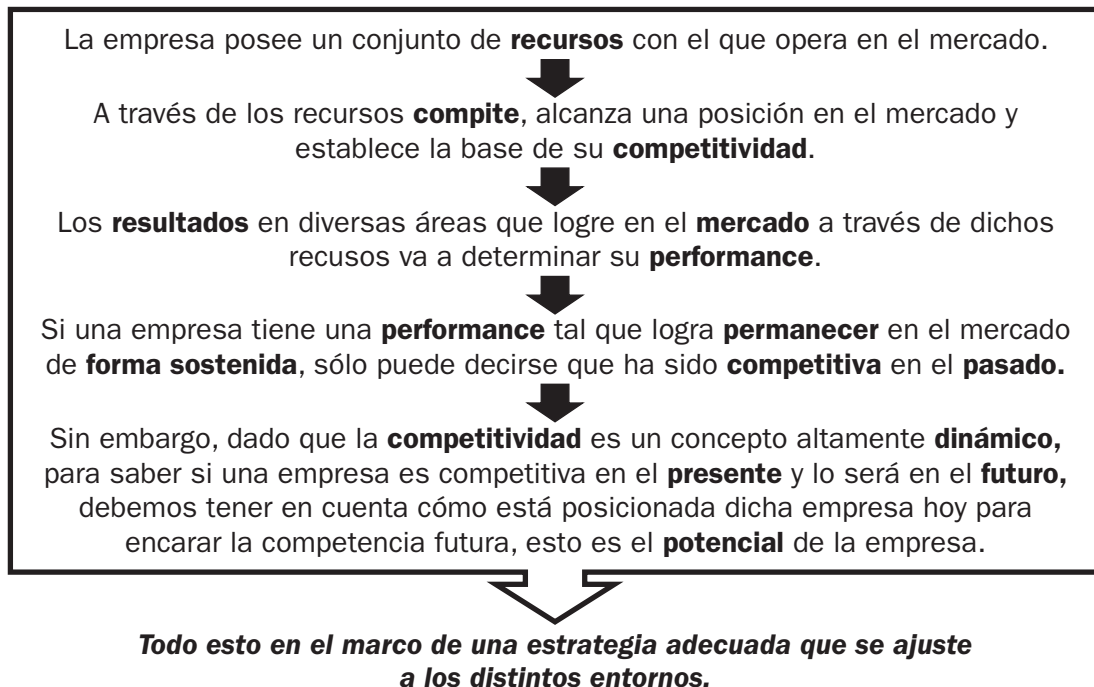 La empresa posee un conjunto de recursos con el que opera en el mercado.
A través de los recursos compite, alcanza una posición en el mercado y
establece la base de su competitividad.
Los resultados en diversas áreas que logre en el mercado a través de dichos
recusos va a determinar su performance.
Si una empresa tiene una performance tal que logra permanecer en el mercado
de forma sostenida, sólo puede decirse que ha sido competitiva en el pasado.
Sin embargo, dado que la competitividad es un concepto altamente dinámico,
para saber si una empresa es competitiva en el presente y lo será en el futuro,
debemos tener en cuenta cómo está posicionada dicha empresa hoy para
encarar la competencia futura, esto es el potencial de la empresa.
Todo esto en el marco de una estrategia adecuada que se ajuste
a los distintos entornos.